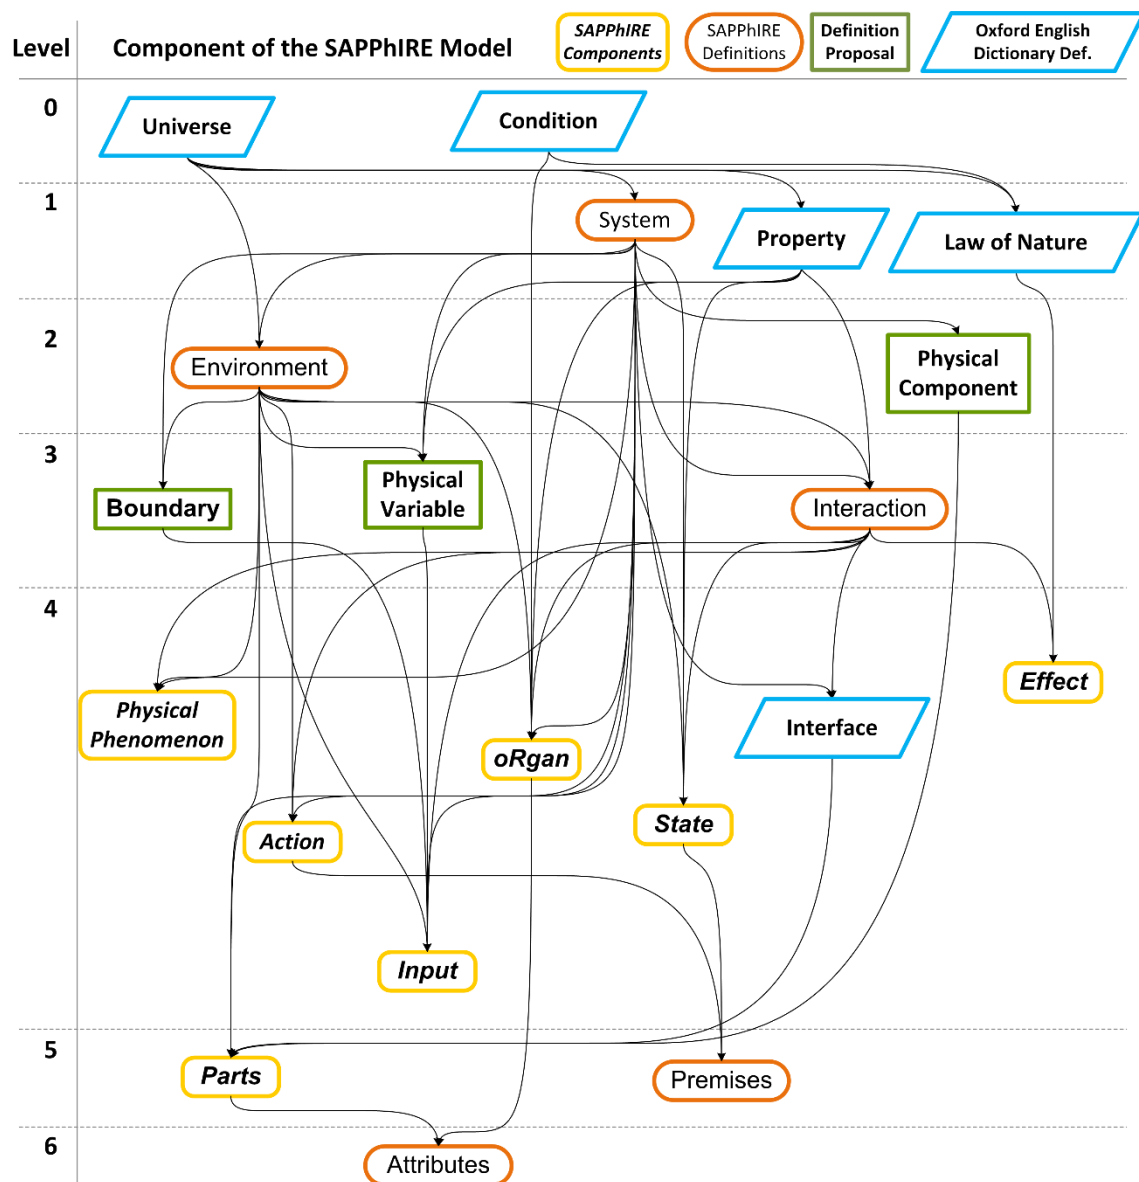 Level
Component of the SAPPhIRE Model
SAPPhIRE
Components
SAPPhIRE
Definitions
Definition
Proposal
Oxford English
Dictionary Def.
0
Universe
Condition
1
System
Property
Law of Nature
2
Environment
Physical
Component
3
Boundary
Physical
Variable
Interaction
4
Physical
Phenomenon
oRgan
Interface
Effect
Action
State
Input
5
Parts
Premises
6
Attributes